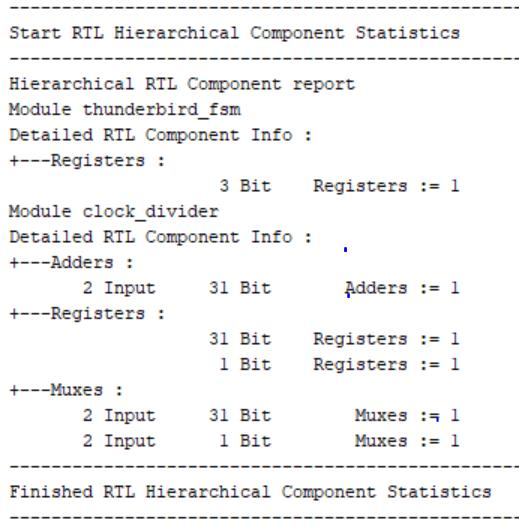 ---------------------------------------------------
Start RTL Hierarchical Component Statistics
---------------------------------------------------
Hierarchical RTL Component report
Module thunderbird_fsm
Detailed RTL Component Info :
+---Registers :
                       3 Bit    Registers := 1
Module clock_divider
Detailed RTL Component Info :
+---Adders :
       2 Input     31 Bit       Adders := 1
+---Registers :
                      31 Bit    Registers := 1
                       1 Bit    Registers := 1
+---Muxes :
       2 Input     31 Bit        Muxes := 1
       2 Input      1 Bit        Muxes := 1
---------------------------------------------------
Finished RTL Hierarchical Component Statistics
---------------------------------------------------